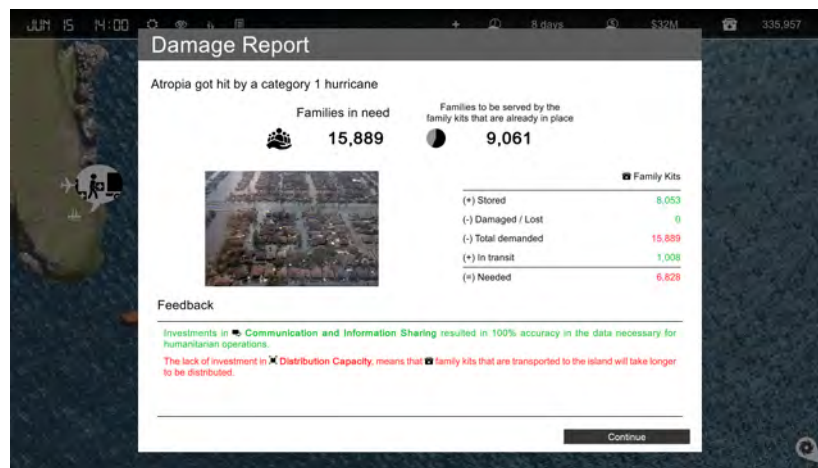 JUN 15 14:00 8 days $32M 335,957
Damage Report
Atropia got hit by a category 1 hurricane
Families in need
15,889
Families to be served by the
family kits that are already in place
9,061
Family Kits
(+) Stored 8,053
(-) Damaged / Lost 0
(-) Total demanded 15,889
(+) In transit 1,008
(=) Needed 6,828
Feedback
Investments in Communication and Information Sharing resulted in 100% accuracy in the data necessary for
humanitarian operations.
The lack of investment in Distribution Capacity, means that family kits that are transported to the island will take longer
to be distributed.
Continue